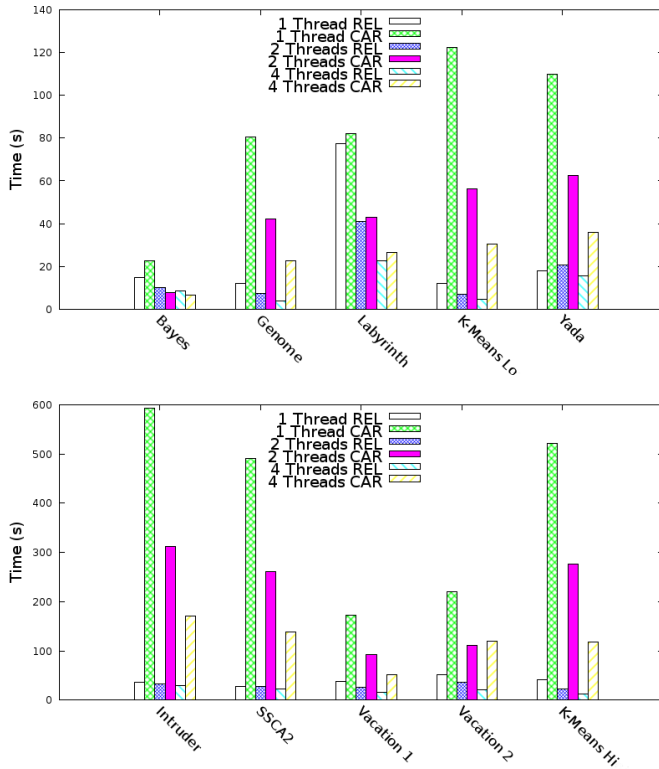 140
120
100
80
60
40
20
0
Time (s)
1 Thread REL
1 Thread CAR
2 Threads REL
2 Threads CAR
4 Threads REL
4 Threads CAR
Bayes
Genome
Labyrinth
K-Means Lo
Yada
600
500
400
300
200
100
0
Time (s)
1 Thread REL
1 Thread CAR
2 Threads REL
2 Threads CAR
4 Threads REL
4 Threads CAR
Intruder
SSCA2
Vacation 1
Vacation 2
K-Means Hi